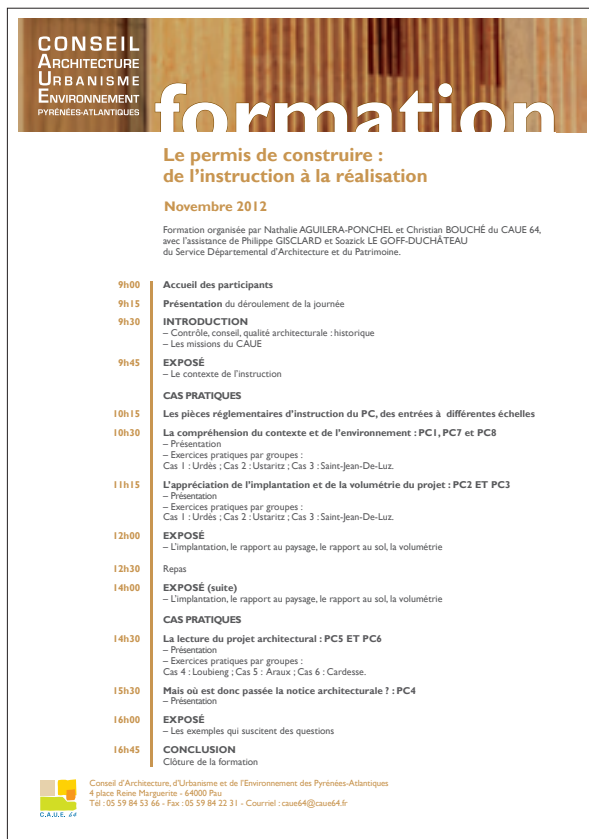 CONSEIL
ARCHITECTURE
URBANISME
ENVIRONNEMENT
PYRÉNÉES-ATLANTIQUES
formation
Le permis de construire :
de l'instruction à la réalisation
Novembre 2012
Formation organisée par Nathalie AGUILERA-PONCHEL et Christian BOUCHÉ du CAUE 64,
avec l'assistance de Philippe GISCLARD et Soazick LE GOFF-DUCHÂTEAU
du Service Départemental d'Architecture et du Patrimoine.
9h00 Accueil des participants
9h15 Présentation du déroulement de la journée
9h30 INTRODUCTION
– Contrôle, conseil, qualité architecturale : historique
– Les missions du CAUE
9h45 EXPOSÉ
– Le contexte de l'instruction
CAS PRATIQUES
10h15 Les pièces réglementaires d'instruction du PC, des entrées à différentes échelles
10h30 La compréhension du contexte et de l'environnement : PC1, PC7 et PC8
– Présentation
– Exercices pratiques par groupes :
Cas 1 : Urdès ; Cas 2 : Ustaritz ; Cas 3 : Saint-Jean-De-Luz.
11h15 L'appréciation de l'implantation et de la volumétrie du projet : PC2 ET PC3
– Présentation
– Exercices pratiques par groupes :
Cas 1 : Urdès ; Cas 2 : Ustaritz ; Cas 3 : Saint-Jean-De-Luz.
12h00 EXPOSÉ
– L'implantation, le rapport au paysage, le rapport au sol, la volumétrie
12h30 Repas
14h00 EXPOSÉ (suite)
– L'implantation, le rapport au paysage, le rapport au sol, la volumétrie
CAS PRATIQUES
14h30 La lecture du projet architectural : PC5 ET PC6
– Présentation
– Exercices pratiques par groupes :
Cas 4 : Loubieng ; Cas 5 : Araux ; Cas 6 : Cardesse.
15h30 Mais où est donc passée la notice architecturale ? : PC4
– Présentation
16h00 EXPOSÉ
– Les exemples qui suscitent des questions
16h45 CONCLUSION
Clôture de la formation
Conseil d'Architecture, d'Urbanisme et de l'Environnement des Pyrénées-Atlantiques
4 place Reine Marguerite - 64000 Pau
Tél : 05 59 84 53 66 - Fax : 05 59 84 22 31 - Courriel : caue64@caue64.fr
C.A.U.E. 64